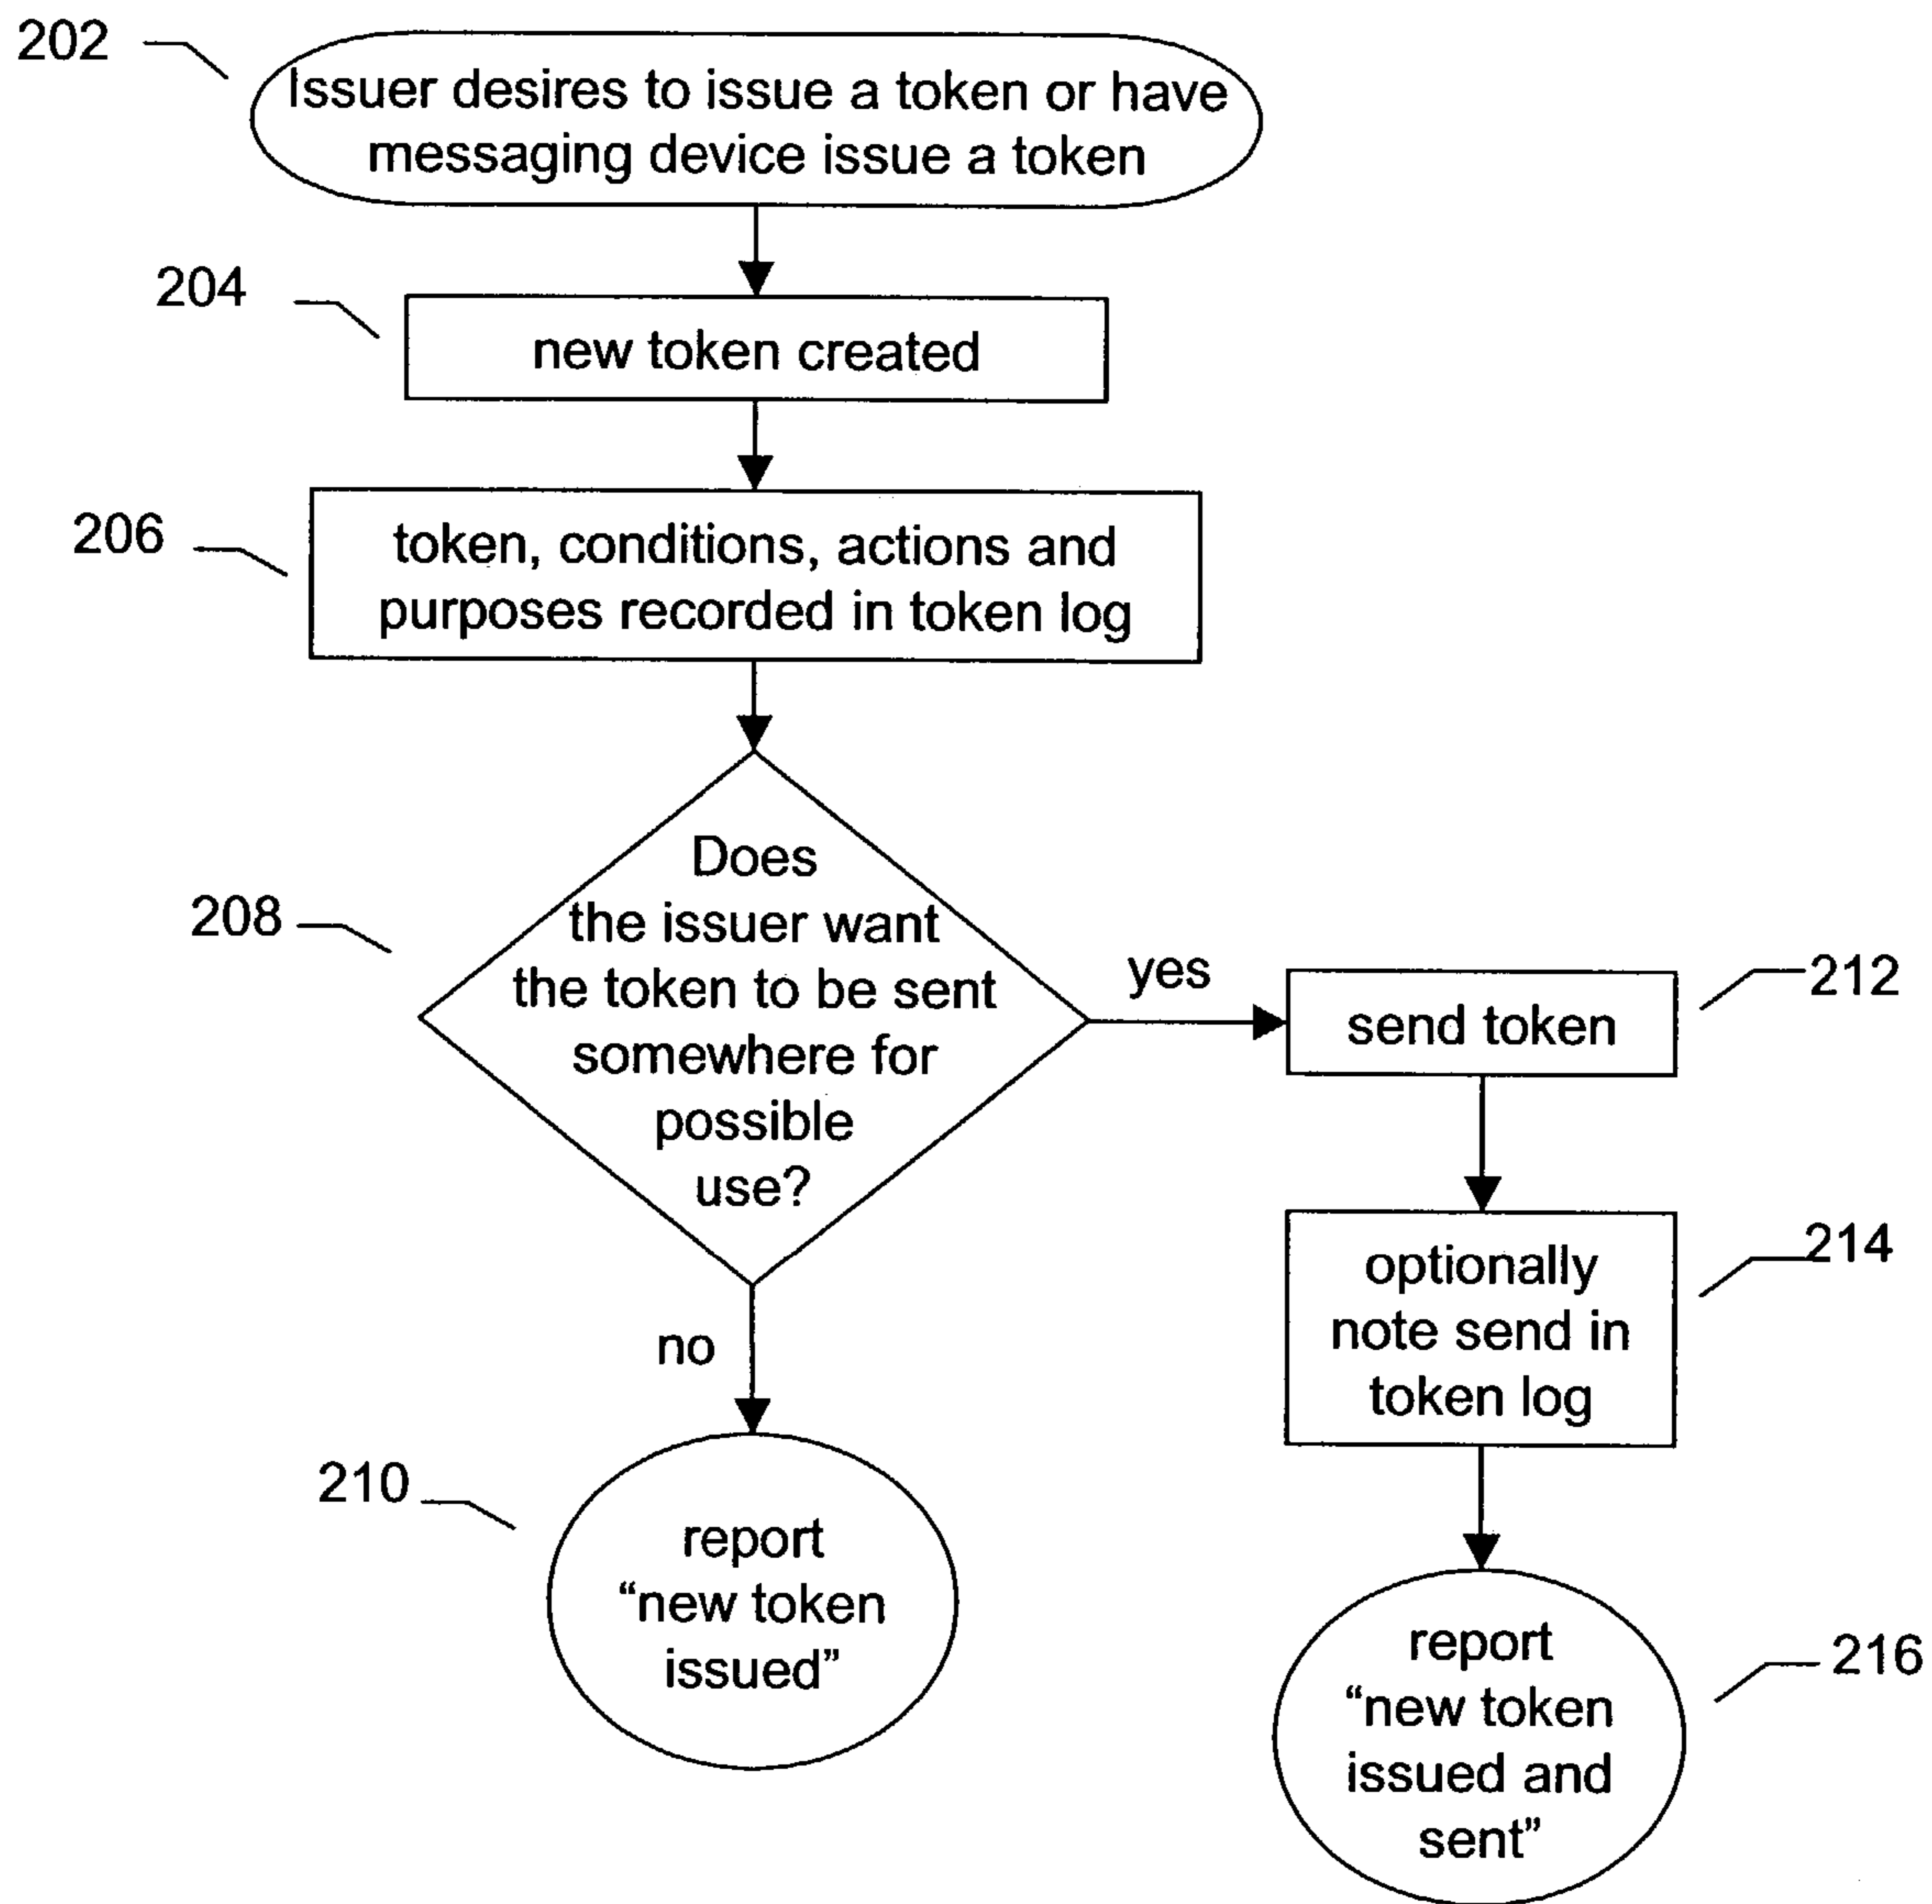 202
Issuer desires to issue a token or have
messaging device issue a token
204
new token created
206
token, conditions, actions and
purposes recorded in token log
208
Does
the issuer want
the token to be sent
somewhere for
possible
use?
yes
212
send token
214
optionally
note send in
token log
no
210
report
“new token
issued”
216
report
“new token
issued and
sent”